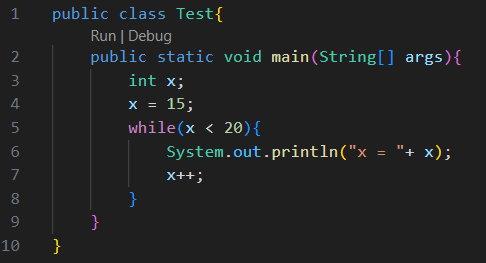 1 public class Test{
Run | Debug
2 public static void main(String[] args){
3 int x;
4 x = 15;
5 while(x < 20){
6 System.out.println("x = "+ x);
7 x++;
8 }
9 }
10 }